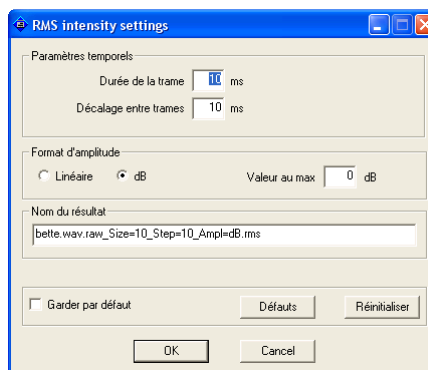 RMS intensity settings
Paramètres temporels
Durée de la trame 10 ms
Décalage entre trames 10 ms
Format d'amplitude
Linéaire dB Valeur au max 0 dB
Nom du résultat
bette.wav.raw_Size=10_Step=10_Ampl=dB.rms
Garder par défaut Défauts Réinitialiser
OK Cancel